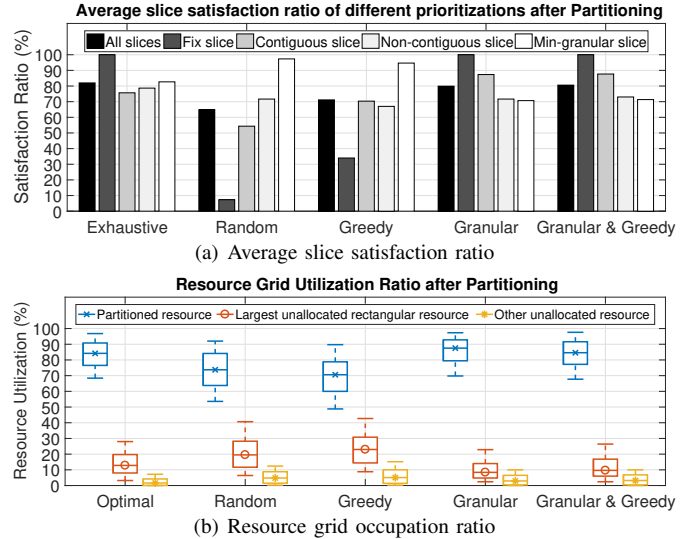 Average slice satisfaction ratio of different prioritizations after Partitioning
All slices Fix slice Contiguous slice Non-contiguous slice Min-granular slice
Satisfaction Ratio (%)
100
90
80
70
60
50
40
30
20
10
0
Exhaustive Random Greedy Granular Granular & Greedy
(a) Average slice satisfaction ratio
Resource Grid Utilization Ratio after Partitioning
Partitioned resource Largest unallocated rectangular resource Other unallocated resource
Resource Utilization (%)
100
90
80
70
60
50
40
30
20
10
0
Optimal Random Greedy Granular Granular & Greedy
(b) Resource grid occupation ratio